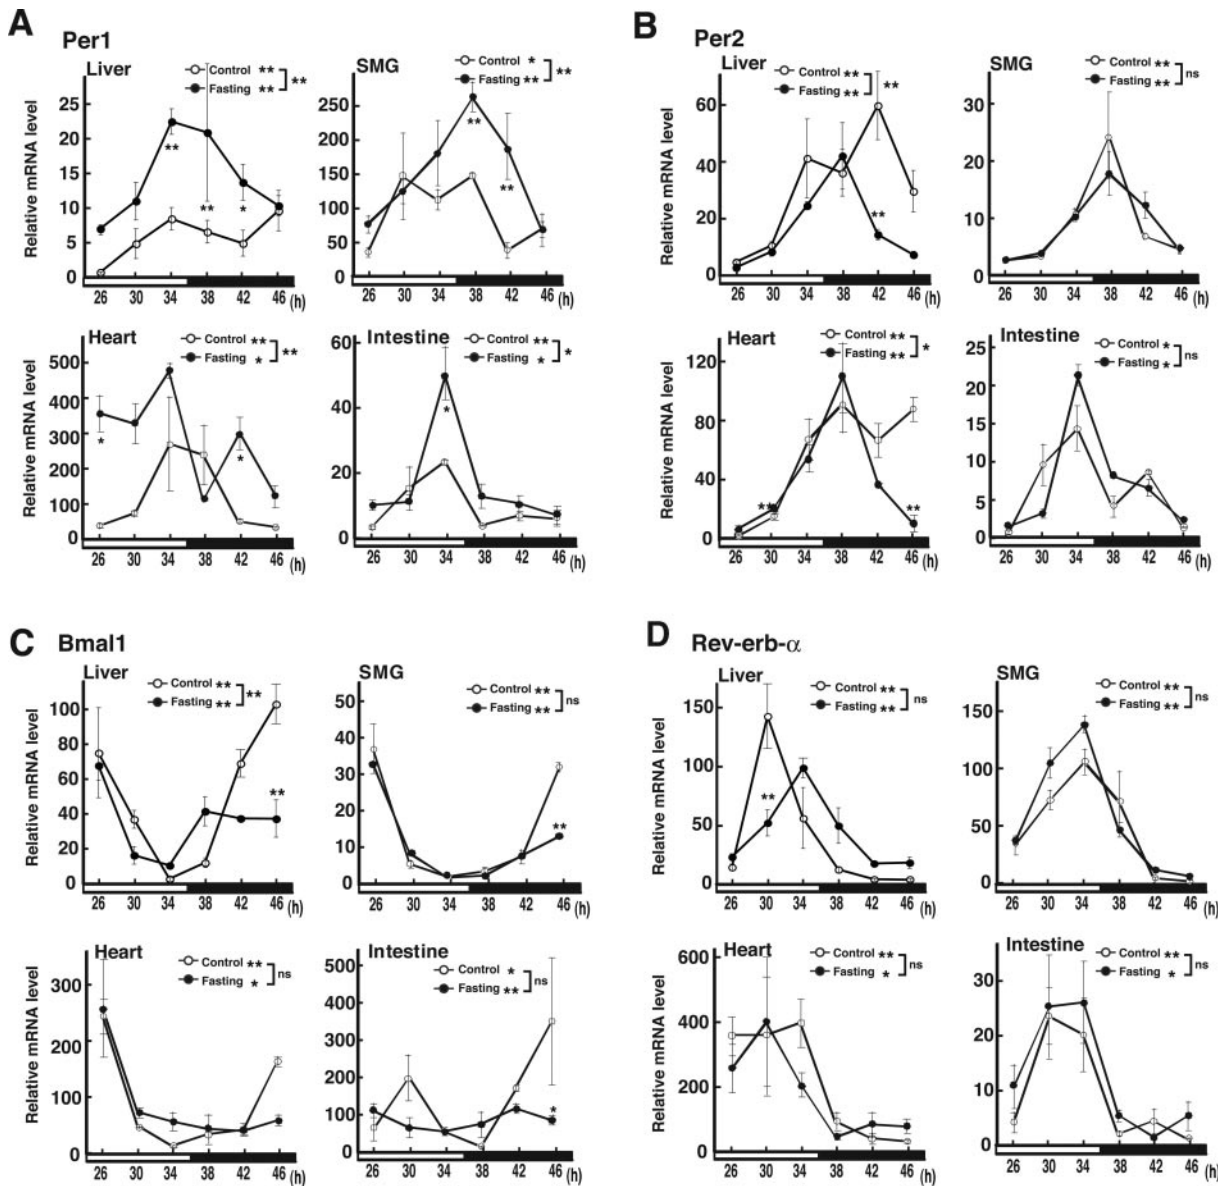 A
Per1
Liver
Control **
Fasting **
**
Relative mRNA level
25
20
15
10
5
0
26 30 34 38 42 46 (h)
** ** *
SMG
Control *
Fasting **
**
250
200
150
100
50
0
26 30 34 38 42 46 (h)
** **
Heart
Control **
Fasting *
**
Relative mRNA level
500
400
300
200
100
0
26 30 34 38 42 46 (h)
* *
Intestine
Control **
Fasting *
*
60
40
20
0
26 30 34 38 42 46 (h)
*
B
Per2
Liver
Control **
Fasting **
**
Relative mRNA level
60
40
20
0
26 30 34 38 42 46 (h)
** **
SMG
Control **
Fasting **
ns
30
20
10
0
26 30 34 38 42 46 (h)
Heart
Control **
Fasting **
*
Relative mRNA level
120
80
40
0
26 30 34 38 42 46 (h)
** **
Intestine
Control *
Fasting *
ns
25
20
15
10
5
0
26 30 34 38 42 46 (h)
C
Bmal1
Liver
Control **
Fasting **
**
Relative mRNA level
100
80
60
40
20
0
26 30 34 38 42 46 (h)
**
SMG
Control **
Fasting **
ns
50
40
30
20
10
0
26 30 34 38 42 46 (h)
**
Heart
Control **
Fasting *
ns
Relative mRNA level
300
200
100
0
26 30 34 38 42 46 (h)
Intestine
Control *
Fasting **
ns
500
400
300
200
100
0
26 30 34 38 42 46 (h)
*
D
Rev-erb-α
Liver
Control **
Fasting **
ns
Relative mRNA level
150
100
50
0
26 30 34 38 42 46 (h)
**
SMG
Control **
Fasting **
ns
150
100
50
0
26 30 34 38 42 46 (h)
Heart
Control **
Fasting *
ns
Relative mRNA level
600
400
200
0
26 30 34 38 42 46 (h)
Intestine
Control **
Fasting *
ns
30
20
10
0
26 30 34 38 42 46 (h)